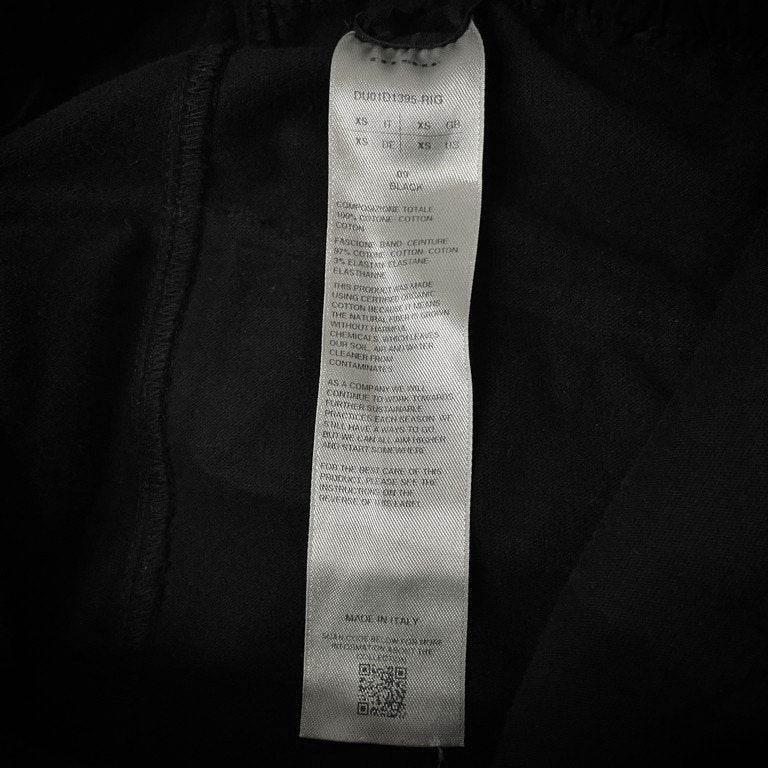 DU01D1395-RIG
XS IT XS GB
XS DE XS US
09
BLACK
COMPOSIZIONE TOTALE-
100% COTONE- COTTON-
COTON
FASCIONE- BAND- CEINTURE
97% COTONE- COTTON- COTON
3% ELASTAN- ELASTANE-
ELASTHANNE
THIS PRODUCT WAS MADE
USING CERTIFIED ORGANIC
COTTON BECAUSE IT MEANS
THE NATURAL FIBER IS GROWN
WITHOUT HARMFUL
CHEMICALS, WHICH LEAVES
OUR SOIL, AIR AND WATER
CLEANER FROM
CONTAMINATES.
AS A COMPANY WE WILL
CONTINUE TO WORK TOWARDS
FURTHER SUSTAINABLE
PRACTICES EACH SEASON. WE
STILL HAVE A WAYS TO GO,
BUT WE CAN ALL AIM HIGHER
AND START SOMEWHERE.
FOR THE BEST CARE OF THIS
PRODUCT, PLEASE SEE THE
INSTRUCTIONS ON THE
REVERSE OF THIS LABEL.
MADE IN ITALY
SCAN CODE BELOW FOR MORE
INFORMATION ABOUT THE
COLLECTION